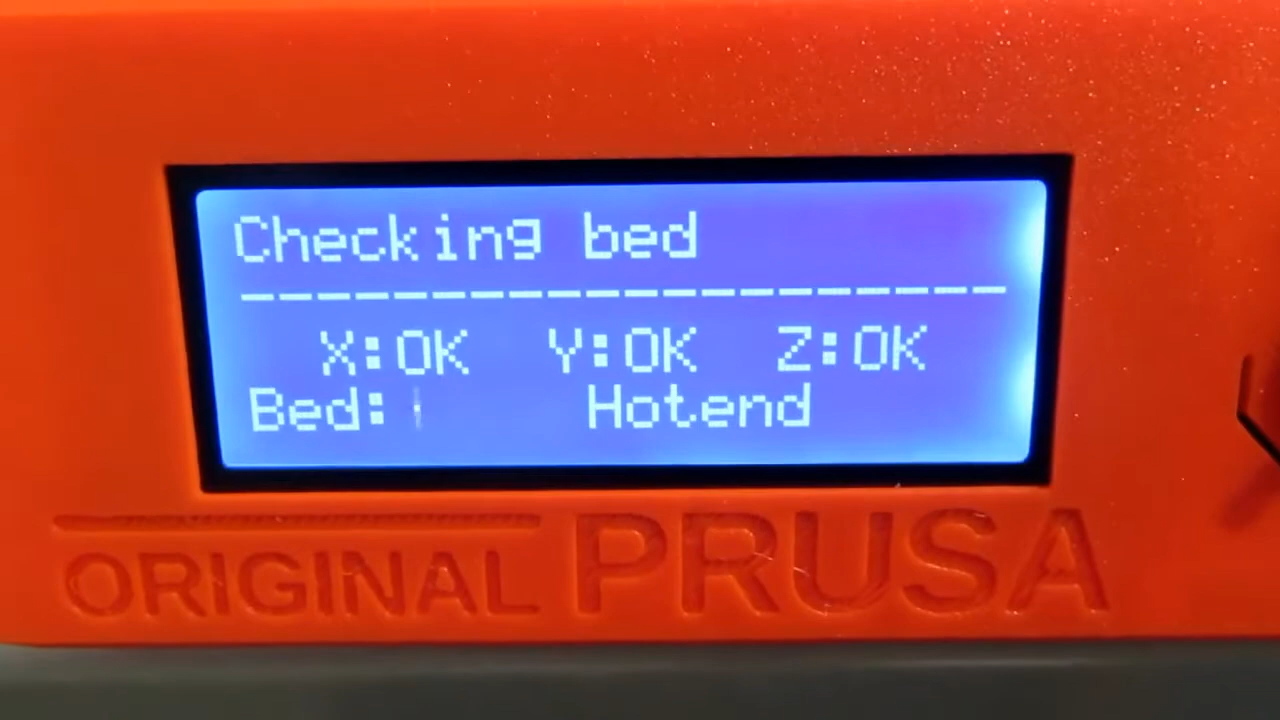 Checking bed
--------------------
X:OK Y:OK Z:OK
Bed: Hotend
ORIGINAL PRUSA